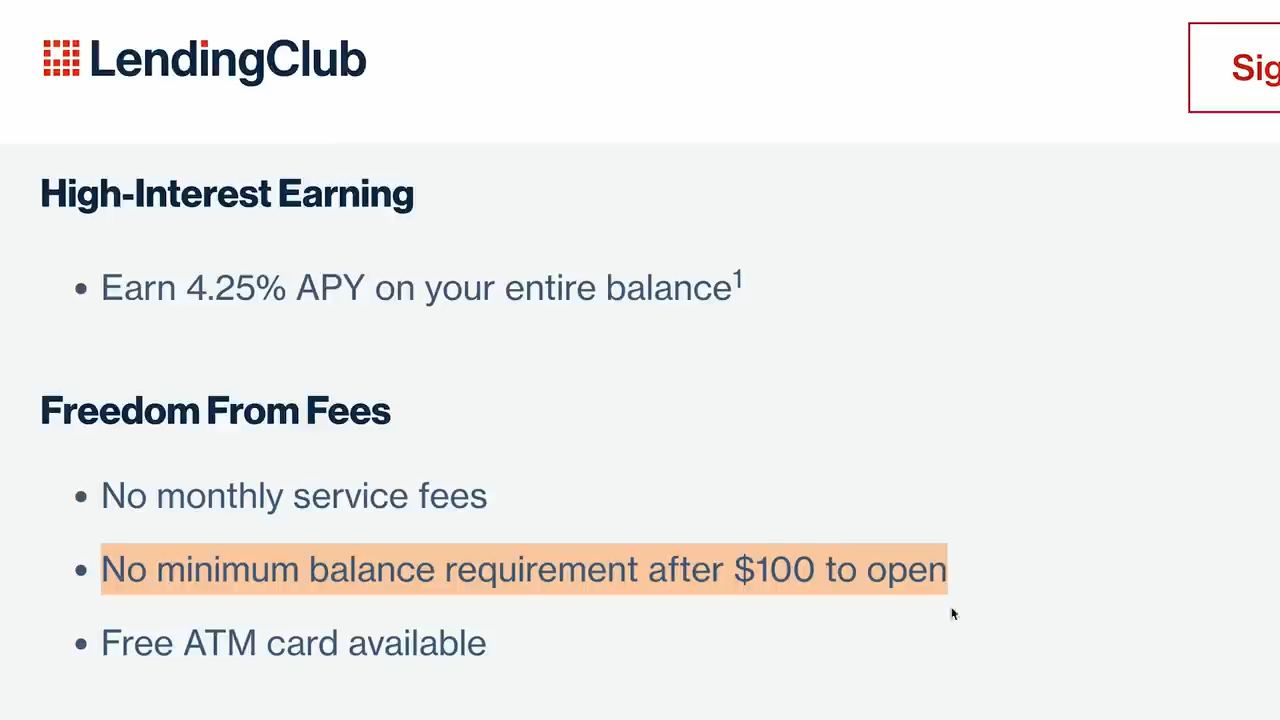 LendingClub
Sig
High-Interest Earning
• Earn 4.25% APY on your entire balance¹
Freedom From Fees
• No monthly service fees
• No minimum balance requirement after $100 to open
• Free ATM card available